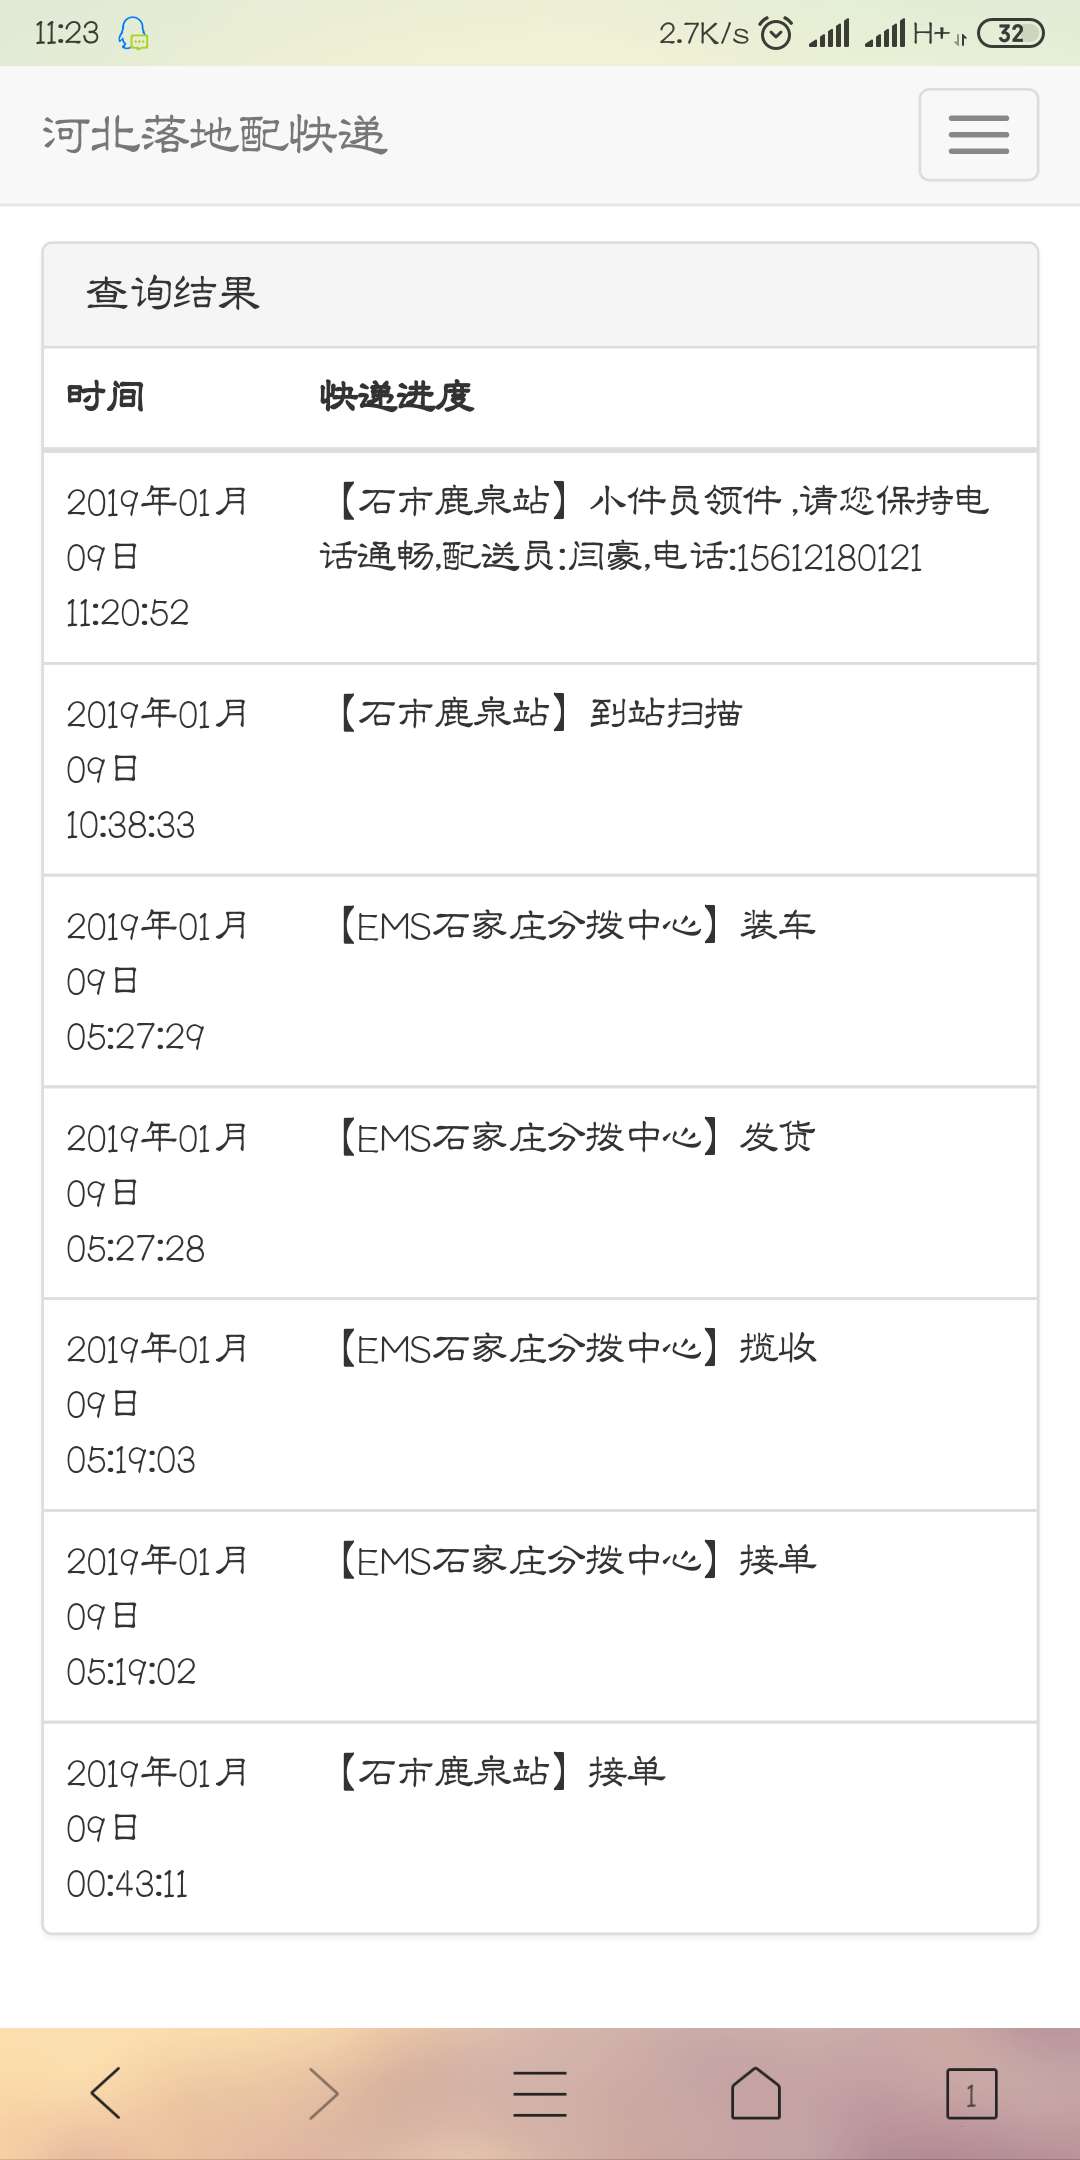 11:23
2.7K/s H+ 32
河北落地配快递
查询结果
时间 快递进度
2019年01月 【石市鹿泉站】小件员领件 ,请您保持电
09日 话通畅,配送员:闫豪,电话:15612180121
11:20:52
2019年01月 【石市鹿泉站】到站扫描
09日
10:38:33
2019年01月 【EMS石家庄分拨中心】装车
09日
05:27:29
2019年01月 【EMS石家庄分拨中心】发货
09日
05:27:28
2019年01月 【EMS石家庄分拨中心】揽收
09日
05:19:03
2019年01月 【EMS石家庄分拨中心】接单
09日
05:19:02
2019年01月 【石市鹿泉站】接单
09日
00:43:11
1